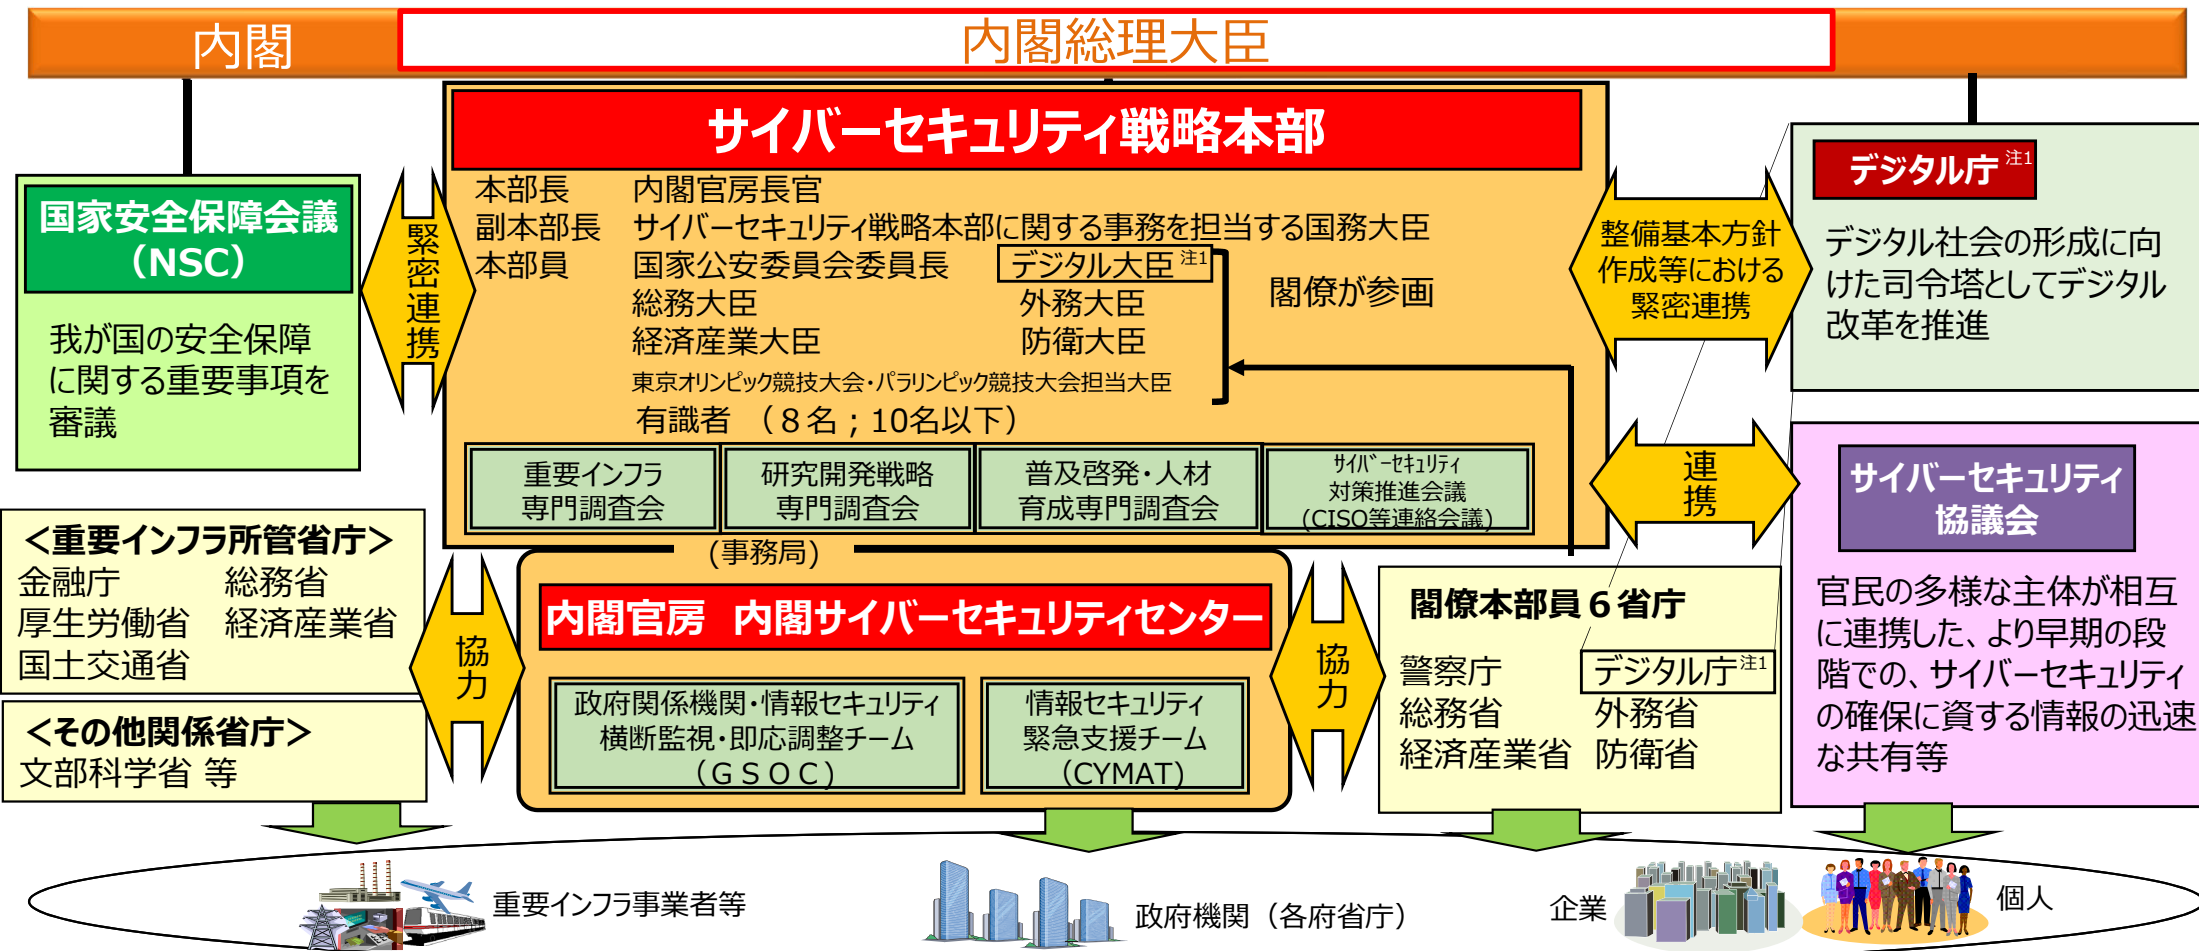 内閣
内閣総理大臣
サイバーセキュリティ戦略本部
本部長 内閣官房長官
副本部長 サイバーセキュリティ戦略本部に関する事務を担当する国務大臣
本部員 国家公安委員会委員長 デジタル大臣 注1
総務大臣 外務大臣
経済産業大臣 防衛大臣
東京オリンピック競技大会・パラリンピック競技大会担当大臣
有識者 （８名；10名以下）
閣僚が参画
重要インフラ
専門調査会
研究開発戦略
専門調査会
普及啓発・人材
育成専門調査会
ｻｲﾊﾞｰｾｷｭﾘﾃｨ
対策推進会議
(CISO等連絡会議)
国家安全保障会議
（NSC）
我が国の安全保障
に関する重要事項を
審議
緊密連携
整備基本方針
作成等における
緊密連携
デジタル庁 注1
デジタル社会の形成に向
けた司令塔としてデジタル
改革を推進
連携
サイバーセキュリティ
協議会
官民の多様な主体が相互
に連携した、より早期の段
階での、サイバーセキュリティ
の確保に資する情報の迅速
な共有等
＜重要インフラ所管省庁＞
金融庁 総務省
厚生労働省 経済産業省
国土交通省
＜その他関係省庁＞
文部科学省 等
協力
(事務局)
内閣官房 内閣サイバーセキュリティセンター
政府関係機関・情報セキュリティ
横断監視・即応調整チーム
（ＧＳＯＣ）
情報セキュリティ
緊急支援チーム
（CYMAT）
協力
閣僚本部員６省庁
警察庁 デジタル庁注1
総務省 外務省
経済産業省 防衛省
重要インフラ事業者等
政府機関（各府省庁）
企業
個人